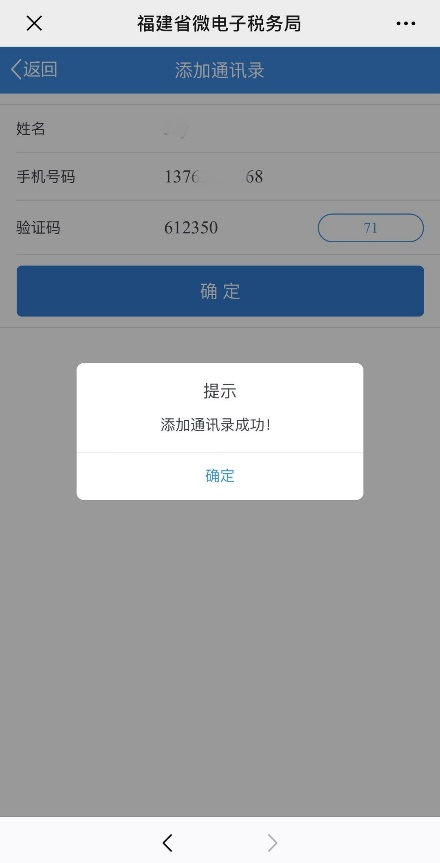 福建省微电子税务局
返回
添加通讯录
姓名
手机号码 1376 68
验证码 612350 71
确定
提示
添加通讯录成功!
确定